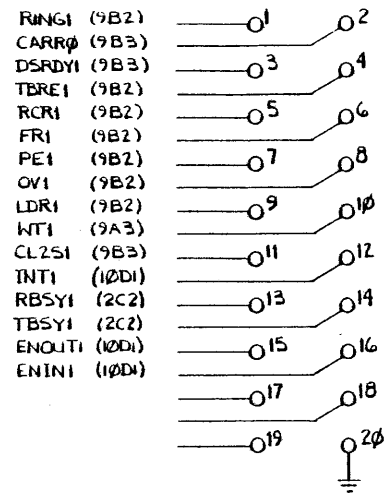 RING1 (9B2) 1 2
CARRØ (9B3)
DSRDY1 (9B3) 3 4
TBRE1 (9B2)
RCR1 (9B2) 5 6
FR1 (9B2)
PE1 (9B2) 7 8
OV1 (9B2)
LDR1 (9B2) 9 1Ø
WT1 (9A3)
CL2S1 (9B3) 11 12
INT1 (1ØD1)
RBSY1 (2C2) 13 14
TBSY1 (2C2)
ENOUT1 (1ØD1) 15 16
ENIN1 (1ØD1)
17 18
19 2Ø